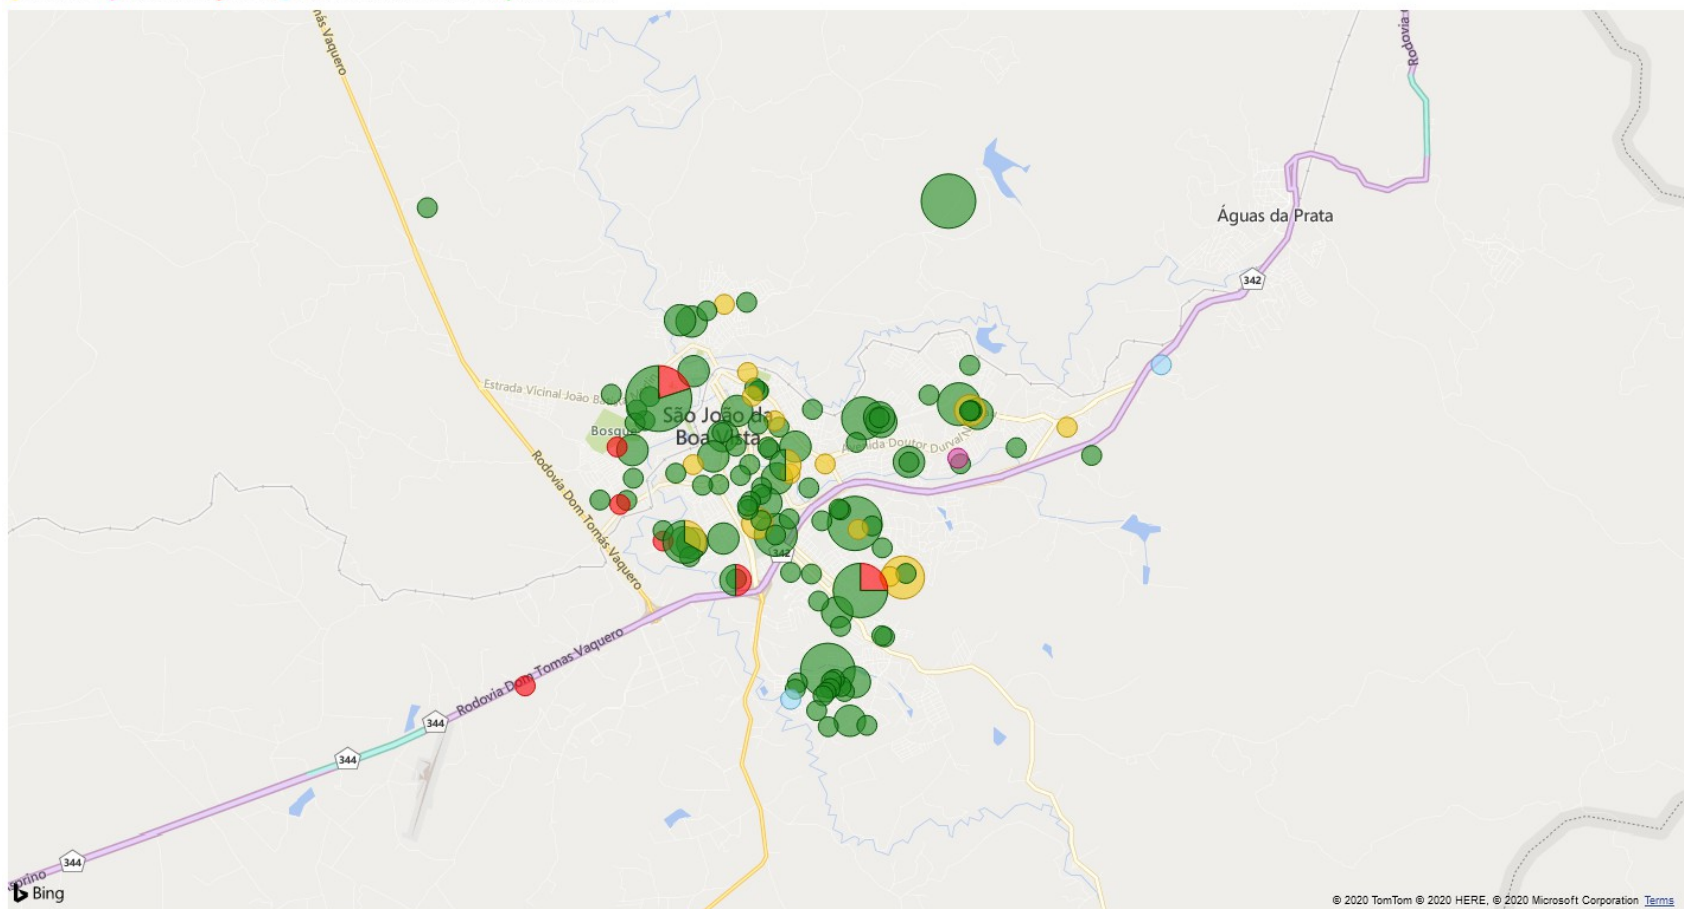 Rodovia
Águas da Prata
342
Estrada Vicinal João Bat
São João da
Boa Vista
Bosque
Avenida Doutor Durval
Rodovia Dom Tomás Vaquero
342
Rodovia Dom Tomas Vaquero
344
344
344
Bing
© 2020 TomTom © 2020 HERE, © 2020 Microsoft Corporation Terms